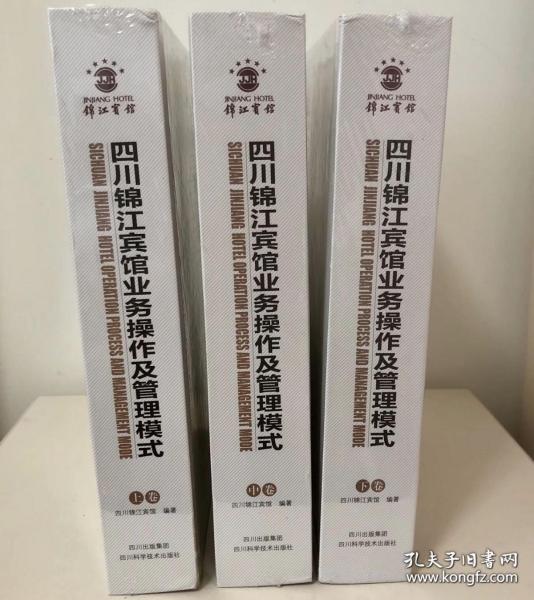 JJH
JINJIANG HOTEL
锦江宾馆
四川锦江宾馆业务操作及管理模式
SICHUAN JINJIANG HOTEL OPERATION PROCESS AND MANAGEMENT MODE
上卷
四川锦江宾馆 编著
四川出版集团
四川科学技术出版社
JJH
JINJIANG HOTEL
锦江宾馆
四川锦江宾馆业务操作及管理模式
SICHUAN JINJIANG HOTEL OPERATION PROCESS AND MANAGEMENT MODE
中卷
四川锦江宾馆 编著
四川出版集团
四川科学技术出版社
JJH
JINJIANG HOTEL
锦江宾馆
四川锦江宾馆业务操作及管理模式
SICHUAN JINJIANG HOTEL OPERATION PROCESS AND MANAGEMENT MODE
下卷
四川锦江宾馆 编著
四川出版集团
四川科学技术出版社
孔夫子旧书网
www.kongfz.com